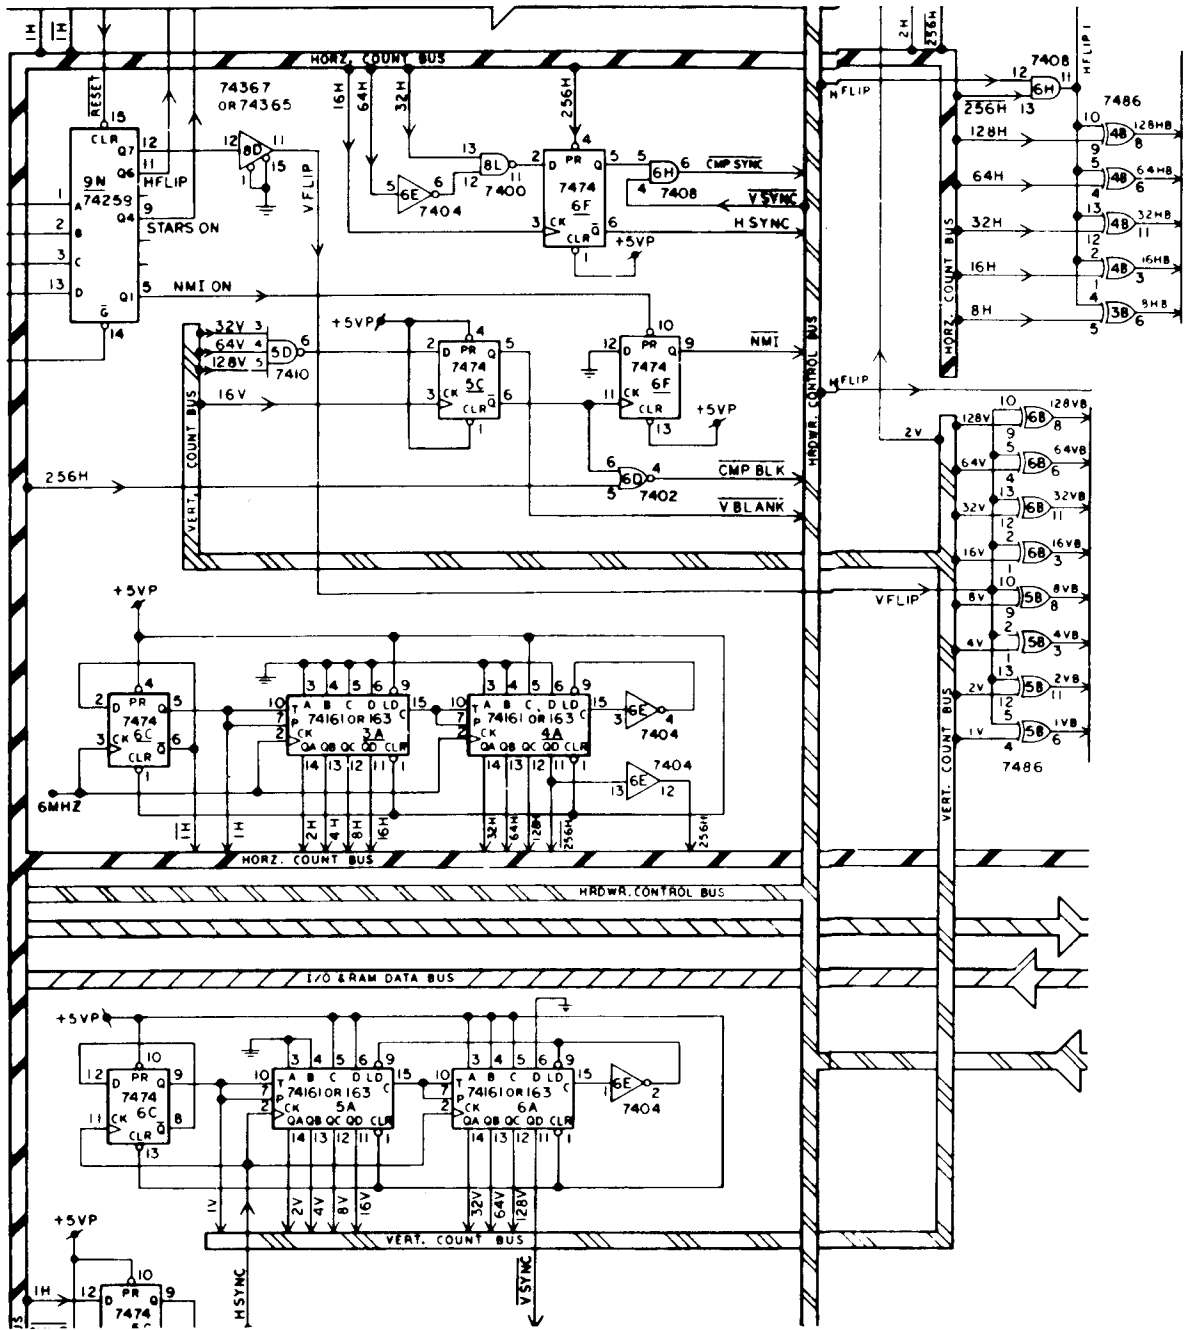 1H
1H
2H
256H
HFLIP1
HORZ. COUNT BUS
74367
OR 74365
16H
64H
32H
256H
HFLIP
12
7408
6H
11
256H
13
7486
RESET
15
CLR
12
Q7
11
Q6
HFLIP
9N
74259
9
Q4
STARS ON
1
A
2
B
3
C
13
D
5
Q1
NMI ON
G
14
12
8D
11
1
15
VFLIP
13
8L
12
11
7400
5
6E
6
7404
4
PR
2
D
Q
5
7474
6F
3
CK
CLR
Q
6
1
+5VP
5
6H
6
4
7408
CMP SYNC
VSYNC
H SYNC
128H
64H
32H
16H
8H
HORZ. COUNT BUS
10
4B
128HB
9
8
5
4B
64HB
4
6
13
4B
32HB
12
11
2
4B
16HB
1
3
4
3B
8HB
5
6
32V 3
64V 4
128V 5
5D
6
7410
16V
VERT. COUNT BUS
+5VP
4
PR
2
D
Q
5
7474
5C
3
CK
CLR
Q
6
1
10
PR
12
D
Q
9
7474
6F
11
CK
CLR
13
+5VP
NMI
HRDWR. CONTROL BUS
HFLIP
256H
6
6D
4
5
7402
CMP BLK
V BLANK
2V
128V
64V
32V
16V
8V
4V
2V
1V
10
6B
128VB
9
8
5
6B
64VB
4
6
13
6B
32VB
12
11
2
6B
16VB
1
3
10
5B
8VB
9
8
2
5B
4VB
1
3
13
5B
2VB
12
11
5
5B
1VB
4
6
7486
VFLIP
VERT. COUNT BUS
+5VP
4
PR
2
D
Q
5
7474
6C
3
CK
CLR
Q
6
1
6MHZ
3 4 5 6 9
10
T
A B C D LD
15
7
P
74161 OR 163
C
2
3A
QA QB QC QD CLR
14 13 12 11 1
3 4 5 6 9
10
T
A B C D LD
15
7
P
74161 OR 163
C
2
CK
4A
QA QB QC QD CLR
14 13 12 11 1
3
6E
4
7404
7404
13
6E
12
1H
1H
2H
4H
8H
16H
32H
64H
128H
256H
256H
HORZ. COUNT BUS
HRDWR. CONTROL BUS
I/O & RAM DATA BUS
+5VP
10
PR
12
D
Q
9
7474
6C
11
CK
CLR
Q
8
13
3 4 5 6 9
10
T
A B C D LD
15
7
P
74161 OR 163
C
2
CK
5A
QA QB QC QD CLR
14 13 12 11 1
3 4 5 6 9
10
T
A B C D LD
15
7
P
74161 OR 163
C
2
CK
6A
QA QB QC QD CLR
14 13 12 11 1
1
6E
2
7404
1V
2V
4V
8V
16V
32V
64V
128V
VERT. COUNT BUS
HSYNC
VSYNC
+5VP
1H
12
10
PR
D
Q
9
7474